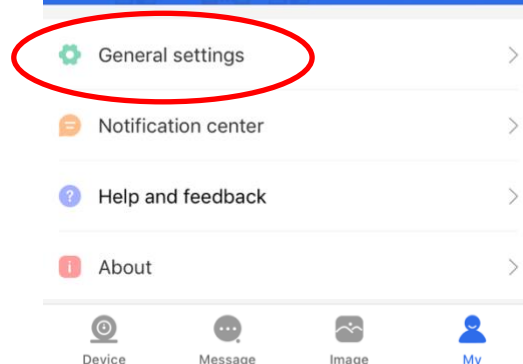 General settings
Notification center
Help and feedback
About
Device Message Image My